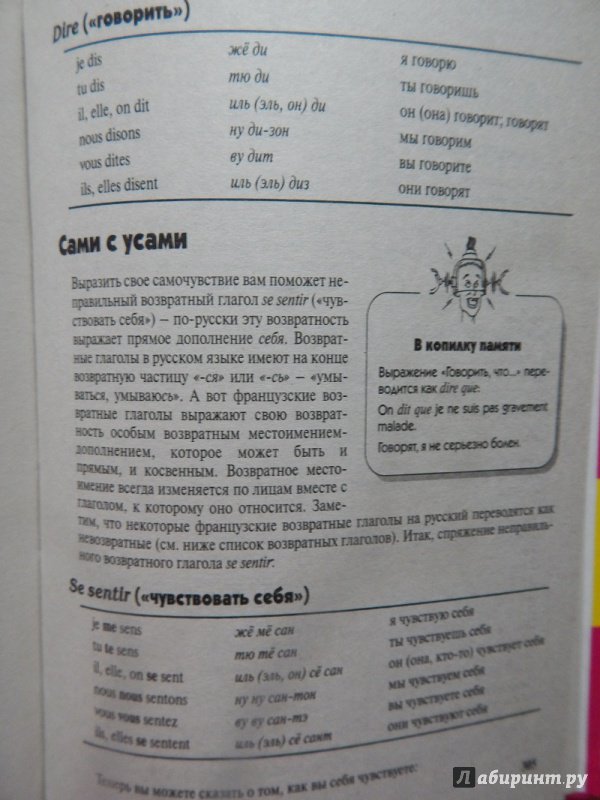 Dire («говорить»)
je dis жё ди я говорю
tu dis тю ди ты говоришь
il, elle, on dit иль (эль, он) ди он (она) говорит; говорят
nous disons ну ди-зон мы говорим
vous dites ву дит вы говорите
ils, elles disent иль (эль) диз они говорят
Сами с усами
Выразить свое самочувствие вам поможет не-
правильный возвратный глагол se sentir («чув-
ствовать себя») – по-русски эту возвратность
выражает прямое дополнение себя. Возврат-
ные глаголы в русском языке имеют на конце
возвратную частицу «-ся» или «-сь» – «умы-
ваться, умываюсь». А вот французские воз-
вратные глаголы выражают свою возврат-
ность особым возвратным местоимением-
дополнением, которое может быть и
прямым, и косвенным. Возвратное место-
имение всегда изменяется по лицам вместе с
глаголом, к которому оно относится. Заме-
тим, что некоторые французские возвратные глаголы на русский переводятся как
невозвратные (см. ниже список возвратных глаголов). Итак, спряжение неправиль-
ного возвратного глагола se sentir.
В копилку памяти
Выражение «Говорить, что...» пере-
водится как dire que:
On dit que je ne suis pas gravement
malade.
Говорят, я не серьезно болен.
Se sentir («чувствовать себя»)
je me sens жё мё сан я чувствую себя
tu te sens тю тё сан ты чувствуешь себя
il, elle, on se sent иль (эль, он) сё сан он (она, кто-то) чувствует себя
nous nous sentons ну ну сан-тон мы чувствуем себя
vous vous sentez ву ву сан-тэ вы чувствуете себя
ils, elles se sentent иль (эль) сё сант они чувствуют себя
Теперь вы можете сказать о том, как вы себя чувствуете:
Лабиринт.ру